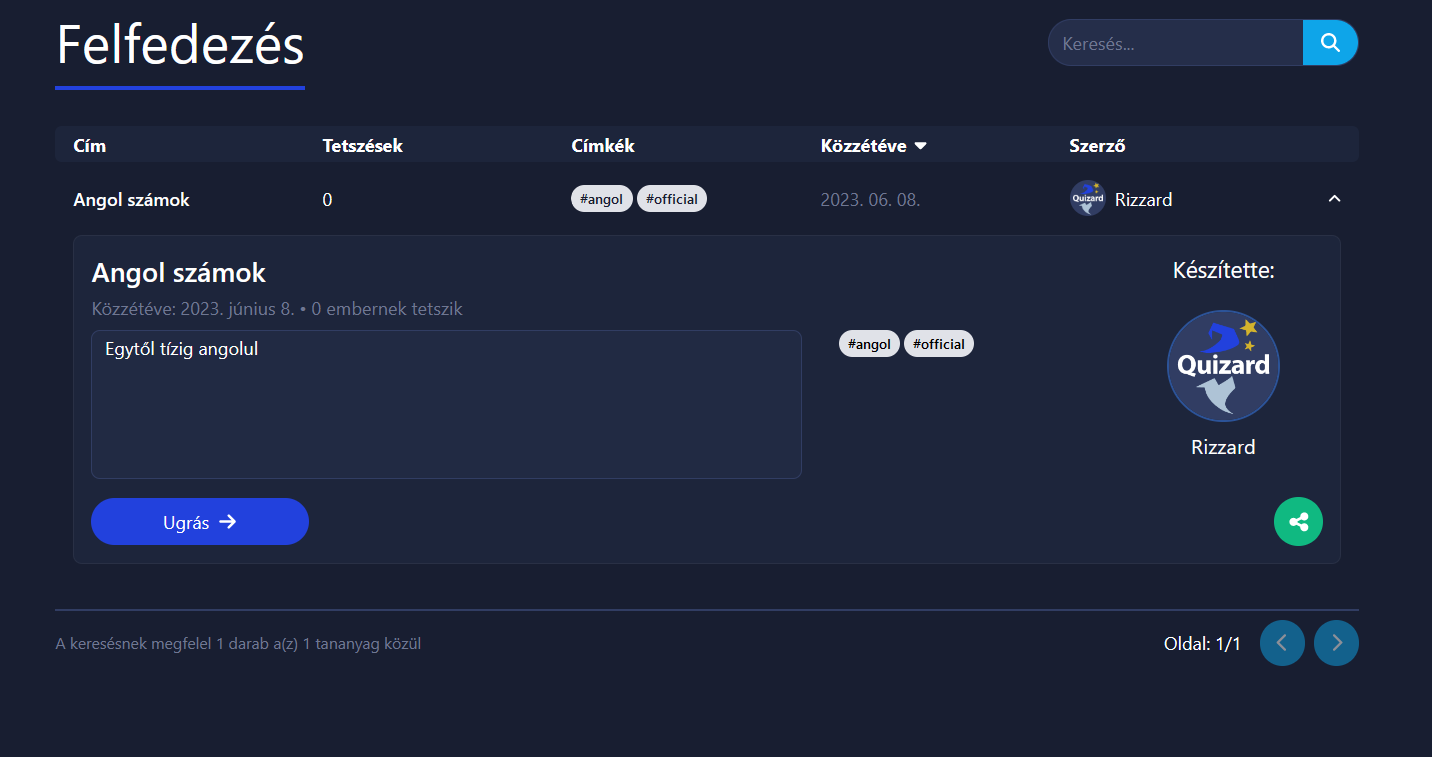 Felfedezés
Keresés...
Cím Tetszések Címkék Közzétéve Szerző
Angol számok 0 #angol #official 2023. 06. 08. Quizard Rizzard
Angol számok
Készítette:
Közzétéve: 2023. június 8. • 0 embernek tetszik
Egytől tízig angolul
#angol #official
Quizard
Rizzard
Ugrás
A keresésnek megfelel 1 darab a(z) 1 tananyag közül
Oldal: 1/1